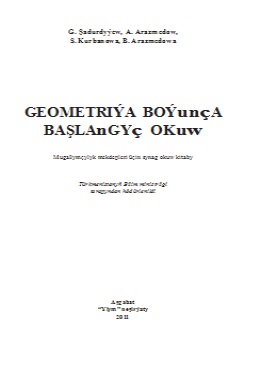 G. Şadurdyýew, A. Arazmedow,
S. Kurbanowa, B. Arazmedowa
GEOMETRIÝA BOÝunçA
BAŞLAnGYç OKuw
Mugallymçylyk mekdepleri üçin synag okuw kitaby
Türkmenistanyň Bilim ministrligi
tarapyndan hödürlenildi
Aşgabat
"Ylym" neşirýaty
2011